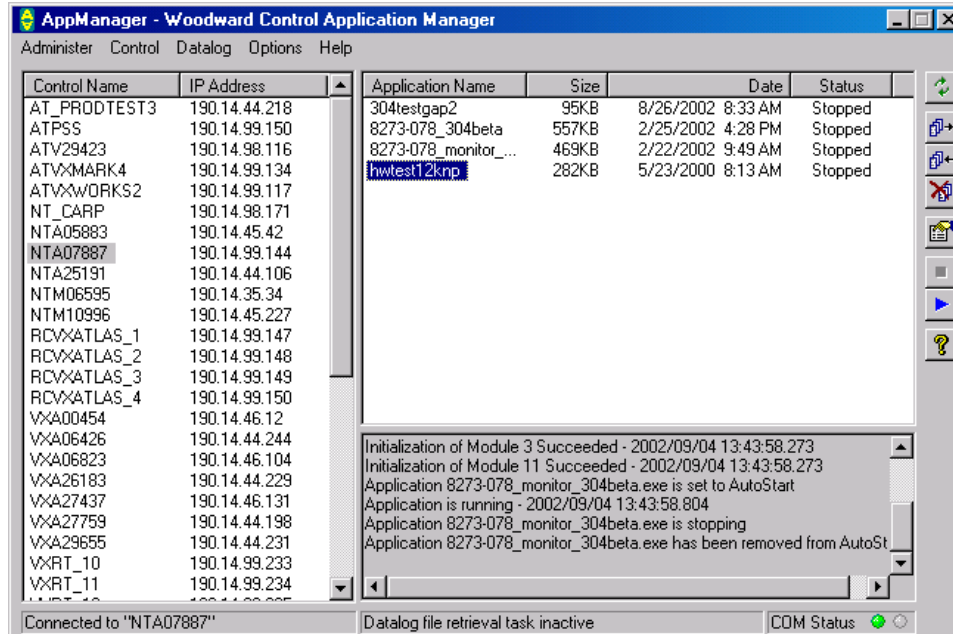 AppManager - Woodward Control Application Manager
Administer Control Datalog Options Help
Control Name IP Address
AT_PRODTEST3 190.14.44.218
ATPSS 190.14.99.150
ATV29423 190.14.98.116
ATVXMARK4 190.14.99.134
ATVXWORKS2 190.14.99.117
NT_CARP 190.14.98.171
NTA05883 190.14.45.42
NTA07887 190.14.99.144
NTA25191 190.14.44.106
NTM06595 190.14.35.34
NTM10996 190.14.45.227
RCVXATLAS_1 190.14.99.147
RCVXATLAS_2 190.14.99.148
RCVXATLAS_3 190.14.99.149
RCVXATLAS_4 190.14.99.150
VXA00454 190.14.46.12
VXA06426 190.14.44.244
VXA06823 190.14.46.104
VXA26183 190.14.44.229
VXA27437 190.14.46.131
VXA27759 190.14.44.198
VXA29655 190.14.44.231
VXRT_10 190.14.99.233
VXRT_11 190.14.99.234
Application Name Size Date Status
304testgap2 95KB 8/26/2002 8:33 AM Stopped
8273-078_304beta 557KB 2/25/2002 4:28 PM Stopped
8273-078_monitor_... 469KB 2/22/2002 9:49 AM Stopped
hwtest12knp 282KB 5/23/2000 8:13 AM Stopped
Initialization of Module 3 Succeeded - 2002/09/04 13:43:58.273
Initialization of Module 11 Succeeded - 2002/09/04 13:43:58.273
Application 8273-078_monitor_304beta.exe is set to AutoStart
Application is running - 2002/09/04 13:43:58.804
Application 8273-078_monitor_304beta.exe is stopping
Application 8273-078_monitor_304beta.exe has been removed from AutoSt
Connected to "NTA07887" Datalog file retrieval task inactive COM Status